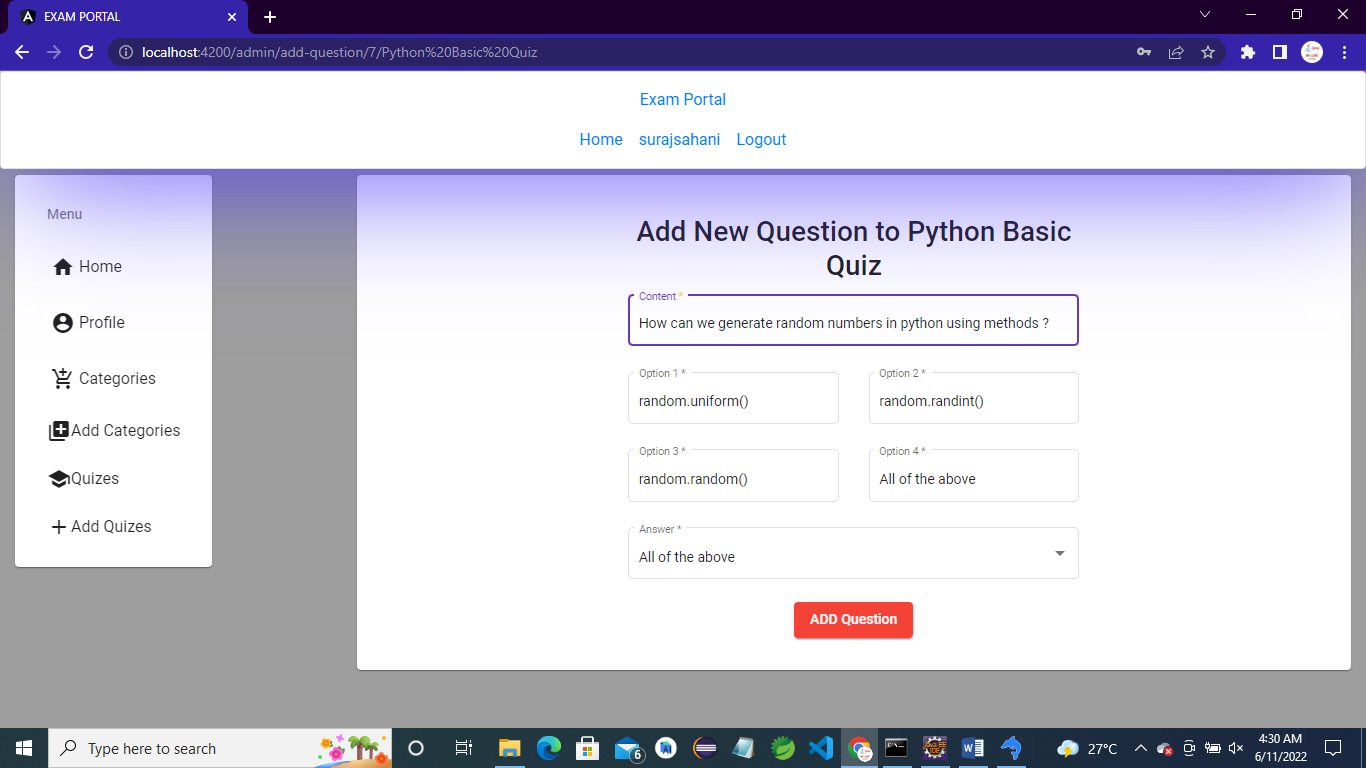 EXAM PORTAL
localhost:4200/admin/add-question/7/Python%20Basic%20Quiz
Exam Portal
Home surajsahani Logout
Menu
Home
Profile
Categories
Add Categories
Quizes
Add Quizes
Add New Question to Python Basic
Quiz
Content *
How can we generate random numbers in python using methods ?
Option 1 *
random.uniform()
Option 2 *
random.randint()
Option 3 *
random.random()
Option 4 *
All of the above
Answer *
All of the above
ADD Question
Type here to search
6
27°C
4:30 AM
6/11/2022